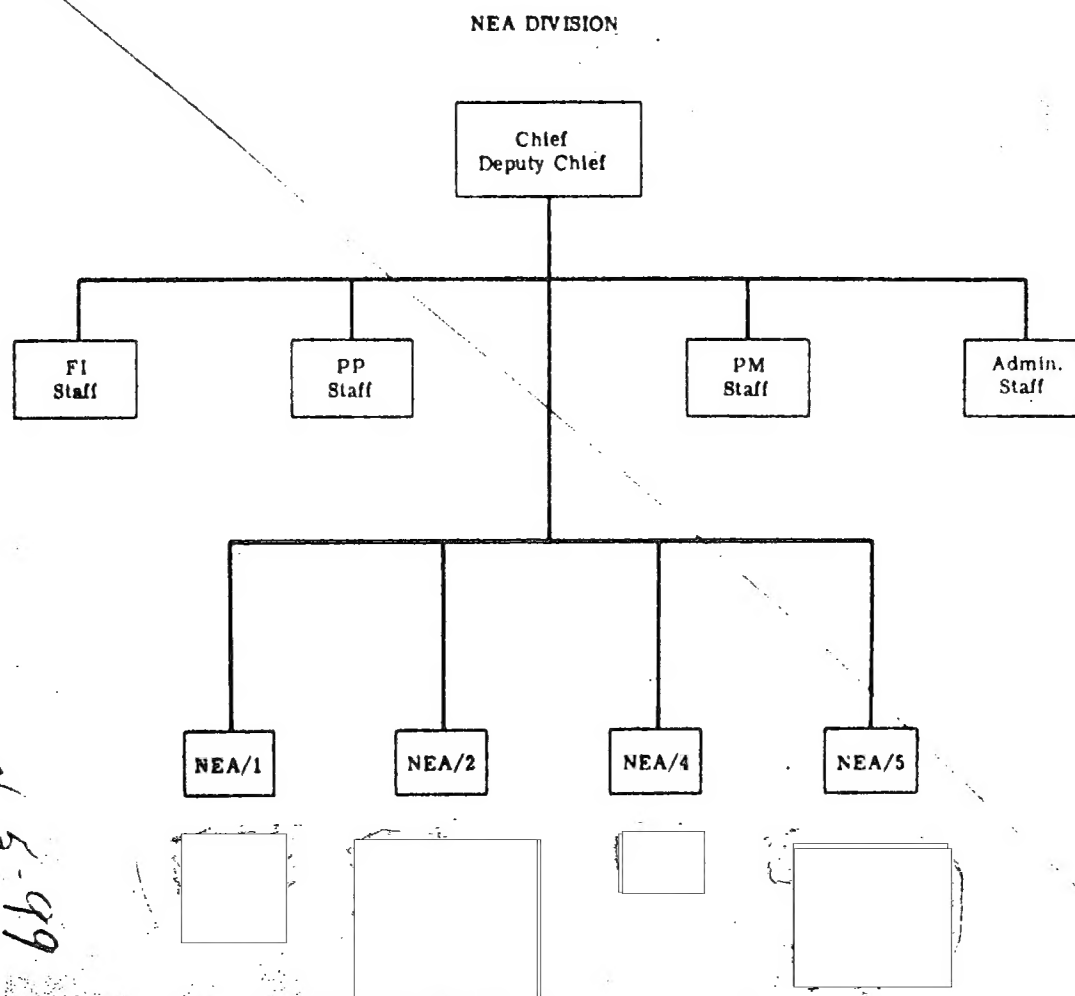 NEA DIVISION
Chief
Deputy Chief
FI
Staff
PP
Staff
PM
Staff
Admin.
Staff
NEA/1
NEA/2
NEA/4
NEA/5